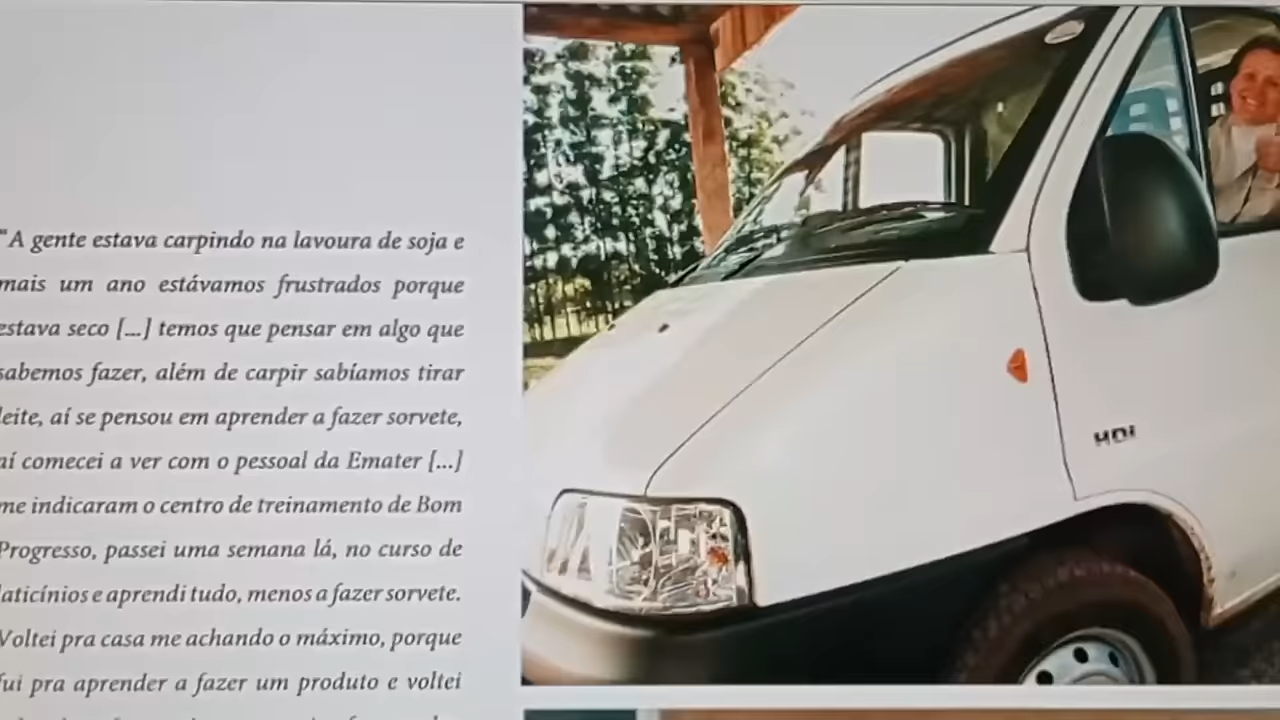 "A gente estava carpindo na lavoura de soja e
mais um ano estávamos frustrados porque
estava seco [...] temos que pensar em algo que
sabemos fazer, além de carpir sabíamos tirar
leite, aí se pensou em aprender a fazer sorvete,
aí comecei a ver com o pessoal da Emater [...]
me indicaram o centro de treinamento de Bom
Progresso, passei uma semana lá, no curso de
laticínios e aprendi tudo, menos a fazer sorvete.
Voltei pra casa me achando o máximo, porque
fui pra aprender a fazer um produto e voltei
HDI